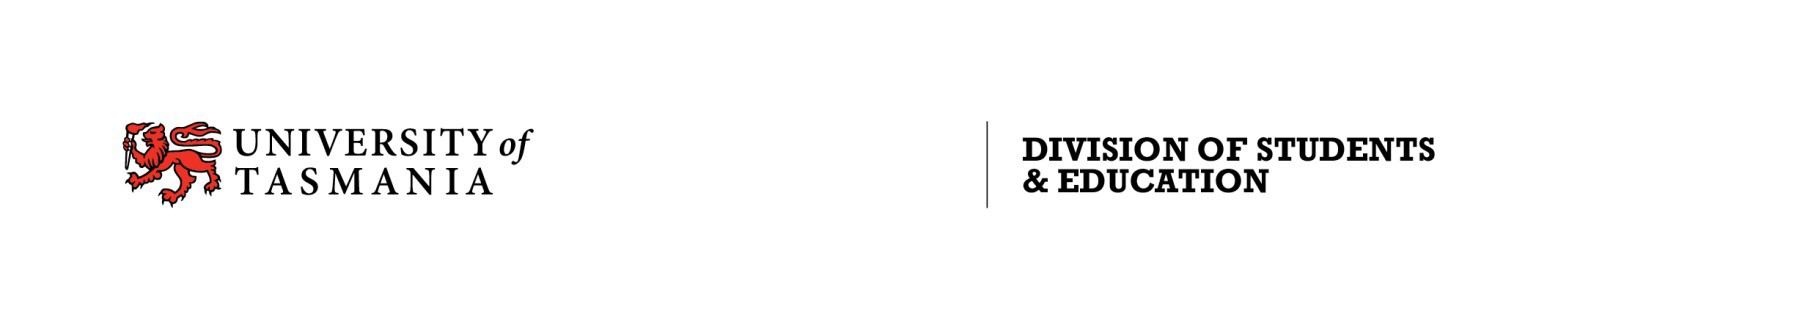 UNIVERSITY of
TASMANIA
DIVISION OF STUDENTS
& EDUCATION